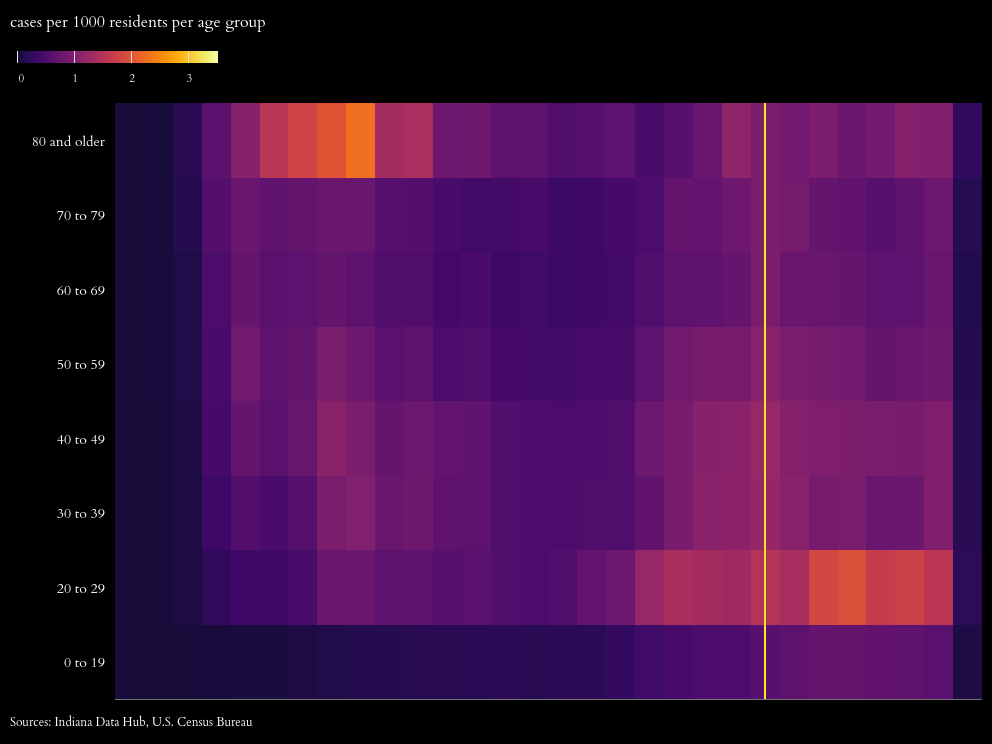 cases per 1000 residents per age group
0 1 2 3
80 and older
70 to 79
60 to 69
50 to 59
40 to 49
30 to 39
20 to 29
0 to 19
Sources: Indiana Data Hub, U.S. Census Bureau